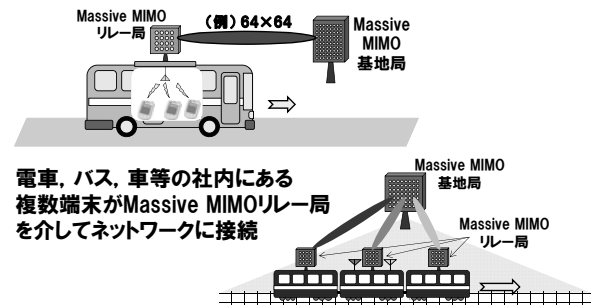 Massive MIMO
リレー局
（例）64×64
Massive
MIMO
基地局
電車，バス，車等の社内にある
複数端末がMassive MIMOリレー局
を介してネットワークに接続
Massive MIMO
基地局
Massive MIMO
リレー局